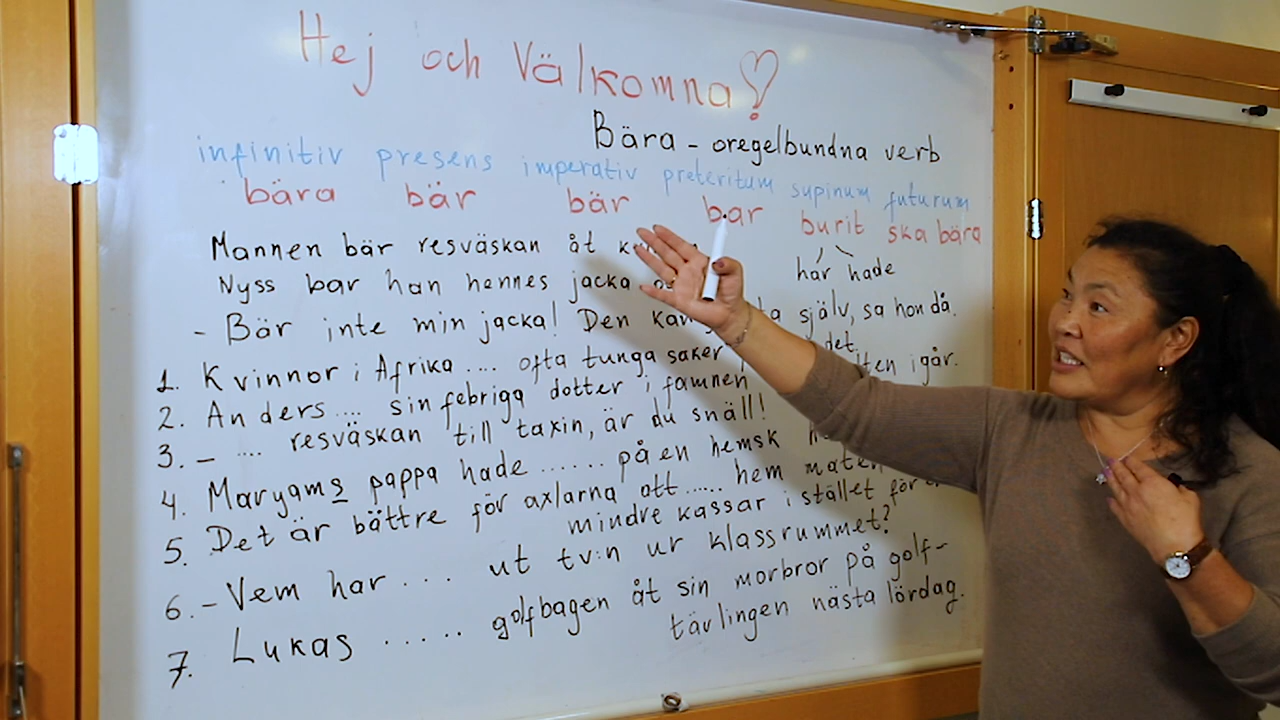 Hej och Välkomna!
Bära - oregelbundna verb
infinitiv presens imperativ preteritum supinum futurum
bära bär bär bar burit ska bära
har hade
Mannen bär resväskan åt
Nyss bar han hennes jacka
- Bär inte min jacka! Den kan själv, sa hon då.
1. Kvinnor i Afrika .... ofta tunga saker
det.
2. Anders .... sin febriga dotter i famnen igår.
3. - .... resväskan till taxin, är du snäll!
4. Maryams pappa hade ...... på en hemsk
5. Det är bättre för axlarna att ..... hem maten
mindre kassar i stället för
6. - Vem har ... ut tv:n ur klassrummet?
7. Lukas ..... golfbagen åt sin morbror på golf-
tävlingen nästa lördag.